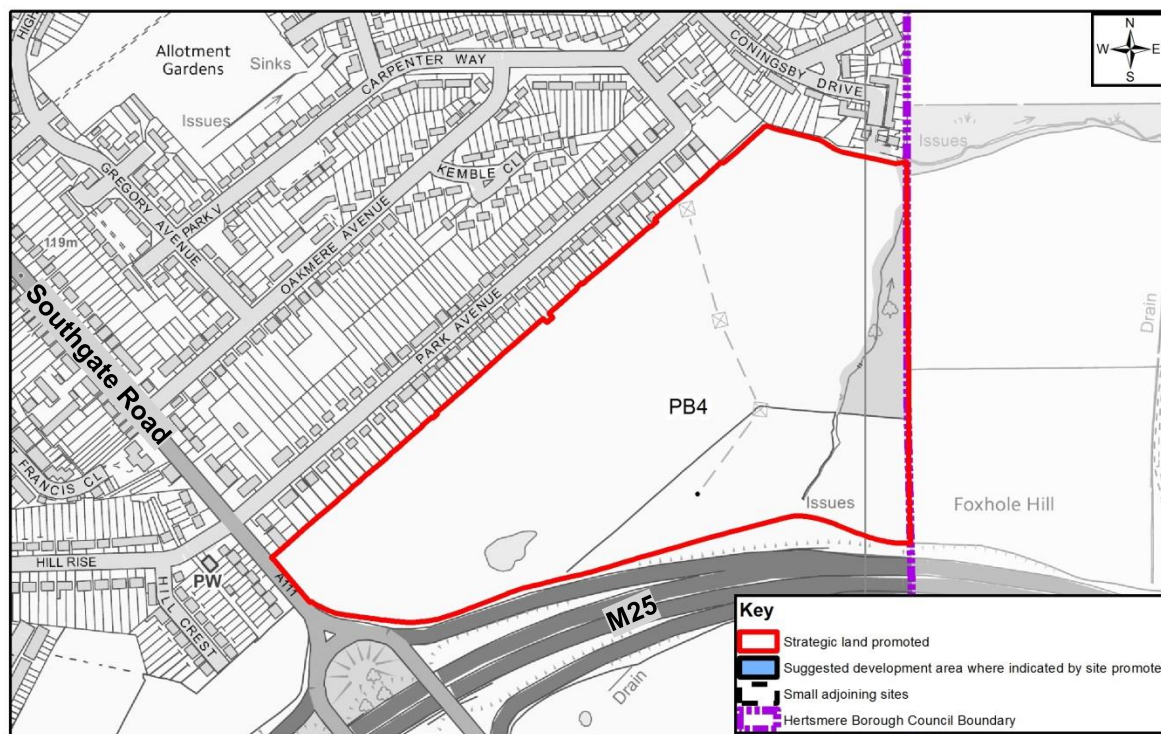 HIGH
Allotment
Gardens
Sinks
Issues
CARPENTER WAY
CONINGSBY DRIVE
N
W E
S
Issues
GREGORY AVENUE
PARK V
KEMBLE CL
119m
OAKMERE AVENUE
Southgate Road
PARK AVENUE
Drain
PB4
FRANCIS CL
Issues
Foxhole Hill
HILL RISE
PW
HILL CREST
A111
M25
Drain
Key
Strategic land promoted
Suggested development area where indicated by site promote
Small adjoining sites
Hertsmere Borough Council Boundary